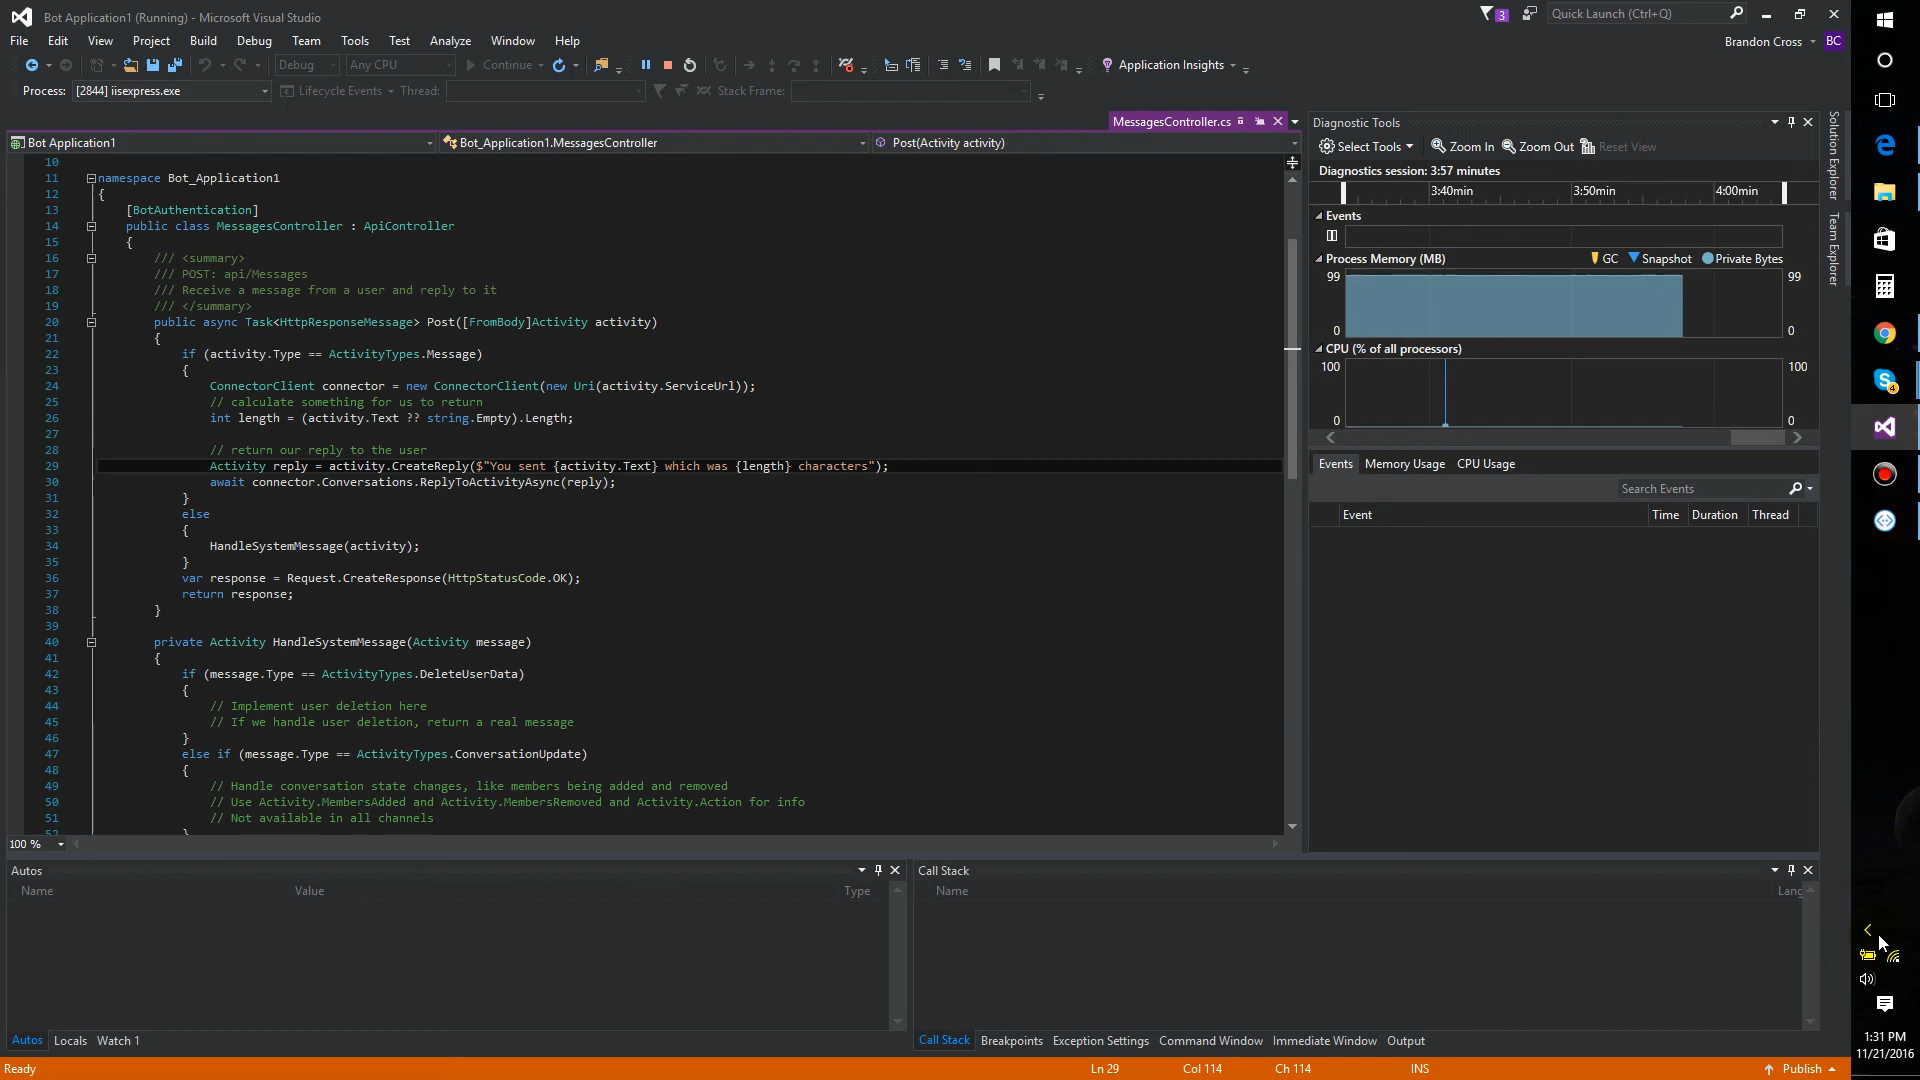 Bot Application1 (Running) - Microsoft Visual Studio
3
Quick Launch (Ctrl+Q)
File Edit View Project Build Debug Team Tools Test Analyze Window Help
Brandon Cross BC
Debug Any CPU Continue Application Insights
Process: [2844] iisexpress.exe Lifecycle Events Thread: Stack Frame:
MessagesController.cs
Bot Application1 Bot_Application1.MessagesController Post(Activity activity)
10
11 namespace Bot_Application1
12 {
13 [BotAuthentication]
14 public class MessagesController : ApiController
15 {
16 /// <summary>
17 /// POST: api/Messages
18 /// Receive a message from a user and reply to it
19 /// </summary>
20 public async Task<HttpResponseMessage> Post([FromBody]Activity activity)
21 {
22 if (activity.Type == ActivityTypes.Message)
23 {
24 ConnectorClient connector = new ConnectorClient(new Uri(activity.ServiceUrl));
25 // calculate something for us to return
26 int length = (activity.Text ?? string.Empty).Length;
27
28 // return our reply to the user
29 Activity reply = activity.CreateReply($"You sent {activity.Text} which was {length} characters");
30 await connector.Conversations.ReplyToActivityAsync(reply);
31 }
32 else
33 {
34 HandleSystemMessage(activity);
35 }
36 var response = Request.CreateResponse(HttpStatusCode.OK);
37 return response;
38 }
39
40 private Activity HandleSystemMessage(Activity message)
41 {
42 if (message.Type == ActivityTypes.DeleteUserData)
43 {
44 // Implement user deletion here
45 // If we handle user deletion, return a real message
46 }
47 else if (message.Type == ActivityTypes.ConversationUpdate)
48 {
49 // Handle conversation state changes, like members being added and removed
50 // Use Activity.MembersAdded and Activity.MembersRemoved and Activity.Action for info
51 // Not available in all channels
52 }
100 %
Diagnostic Tools
Select Tools Zoom In Zoom Out Reset View
Diagnostics session: 3:57 minutes
3:40min 3:50min 4:00min
Events
Process Memory (MB) GC Snapshot Private Bytes
99 99
0 0
CPU (% of all processors)
100 100
0 0
Events Memory Usage CPU Usage
Search Events
Event Time Duration Thread
Solution Explorer
Team Explorer
4
Autos
Name Value Type
Autos Locals Watch 1
Call Stack
Name Lang
Call Stack Breakpoints Exception Settings Command Window Immediate Window Output
Ready Ln 29 Col 114 Ch 114 INS Publish
1:31 PM
11/21/2016